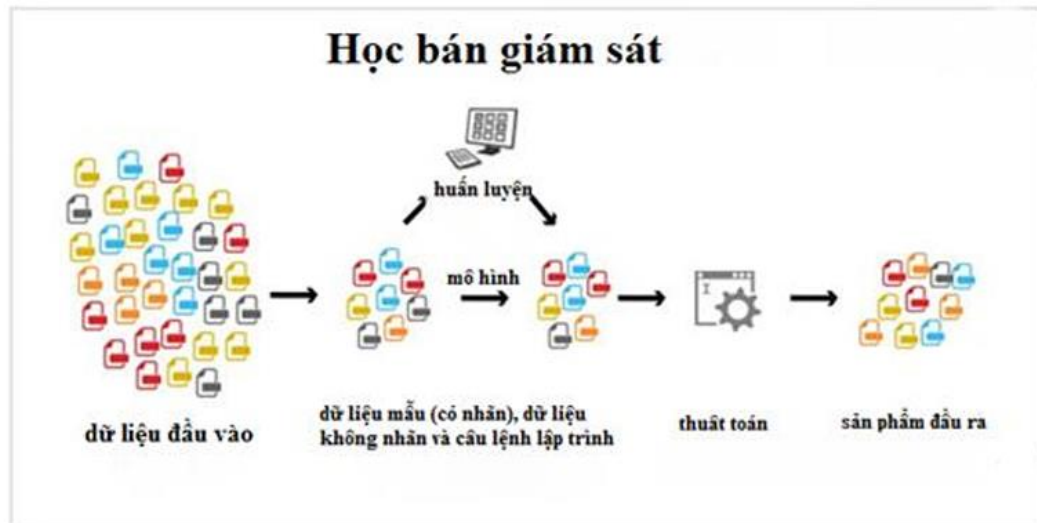 Học bán giám sát
huấn luyện
mô hình
dữ liệu đầu vào
dữ liệu mẫu (có nhãn), dữ liệu
không nhãn và câu lệnh lập trình
thuât toán
sản phẩm đầu ra